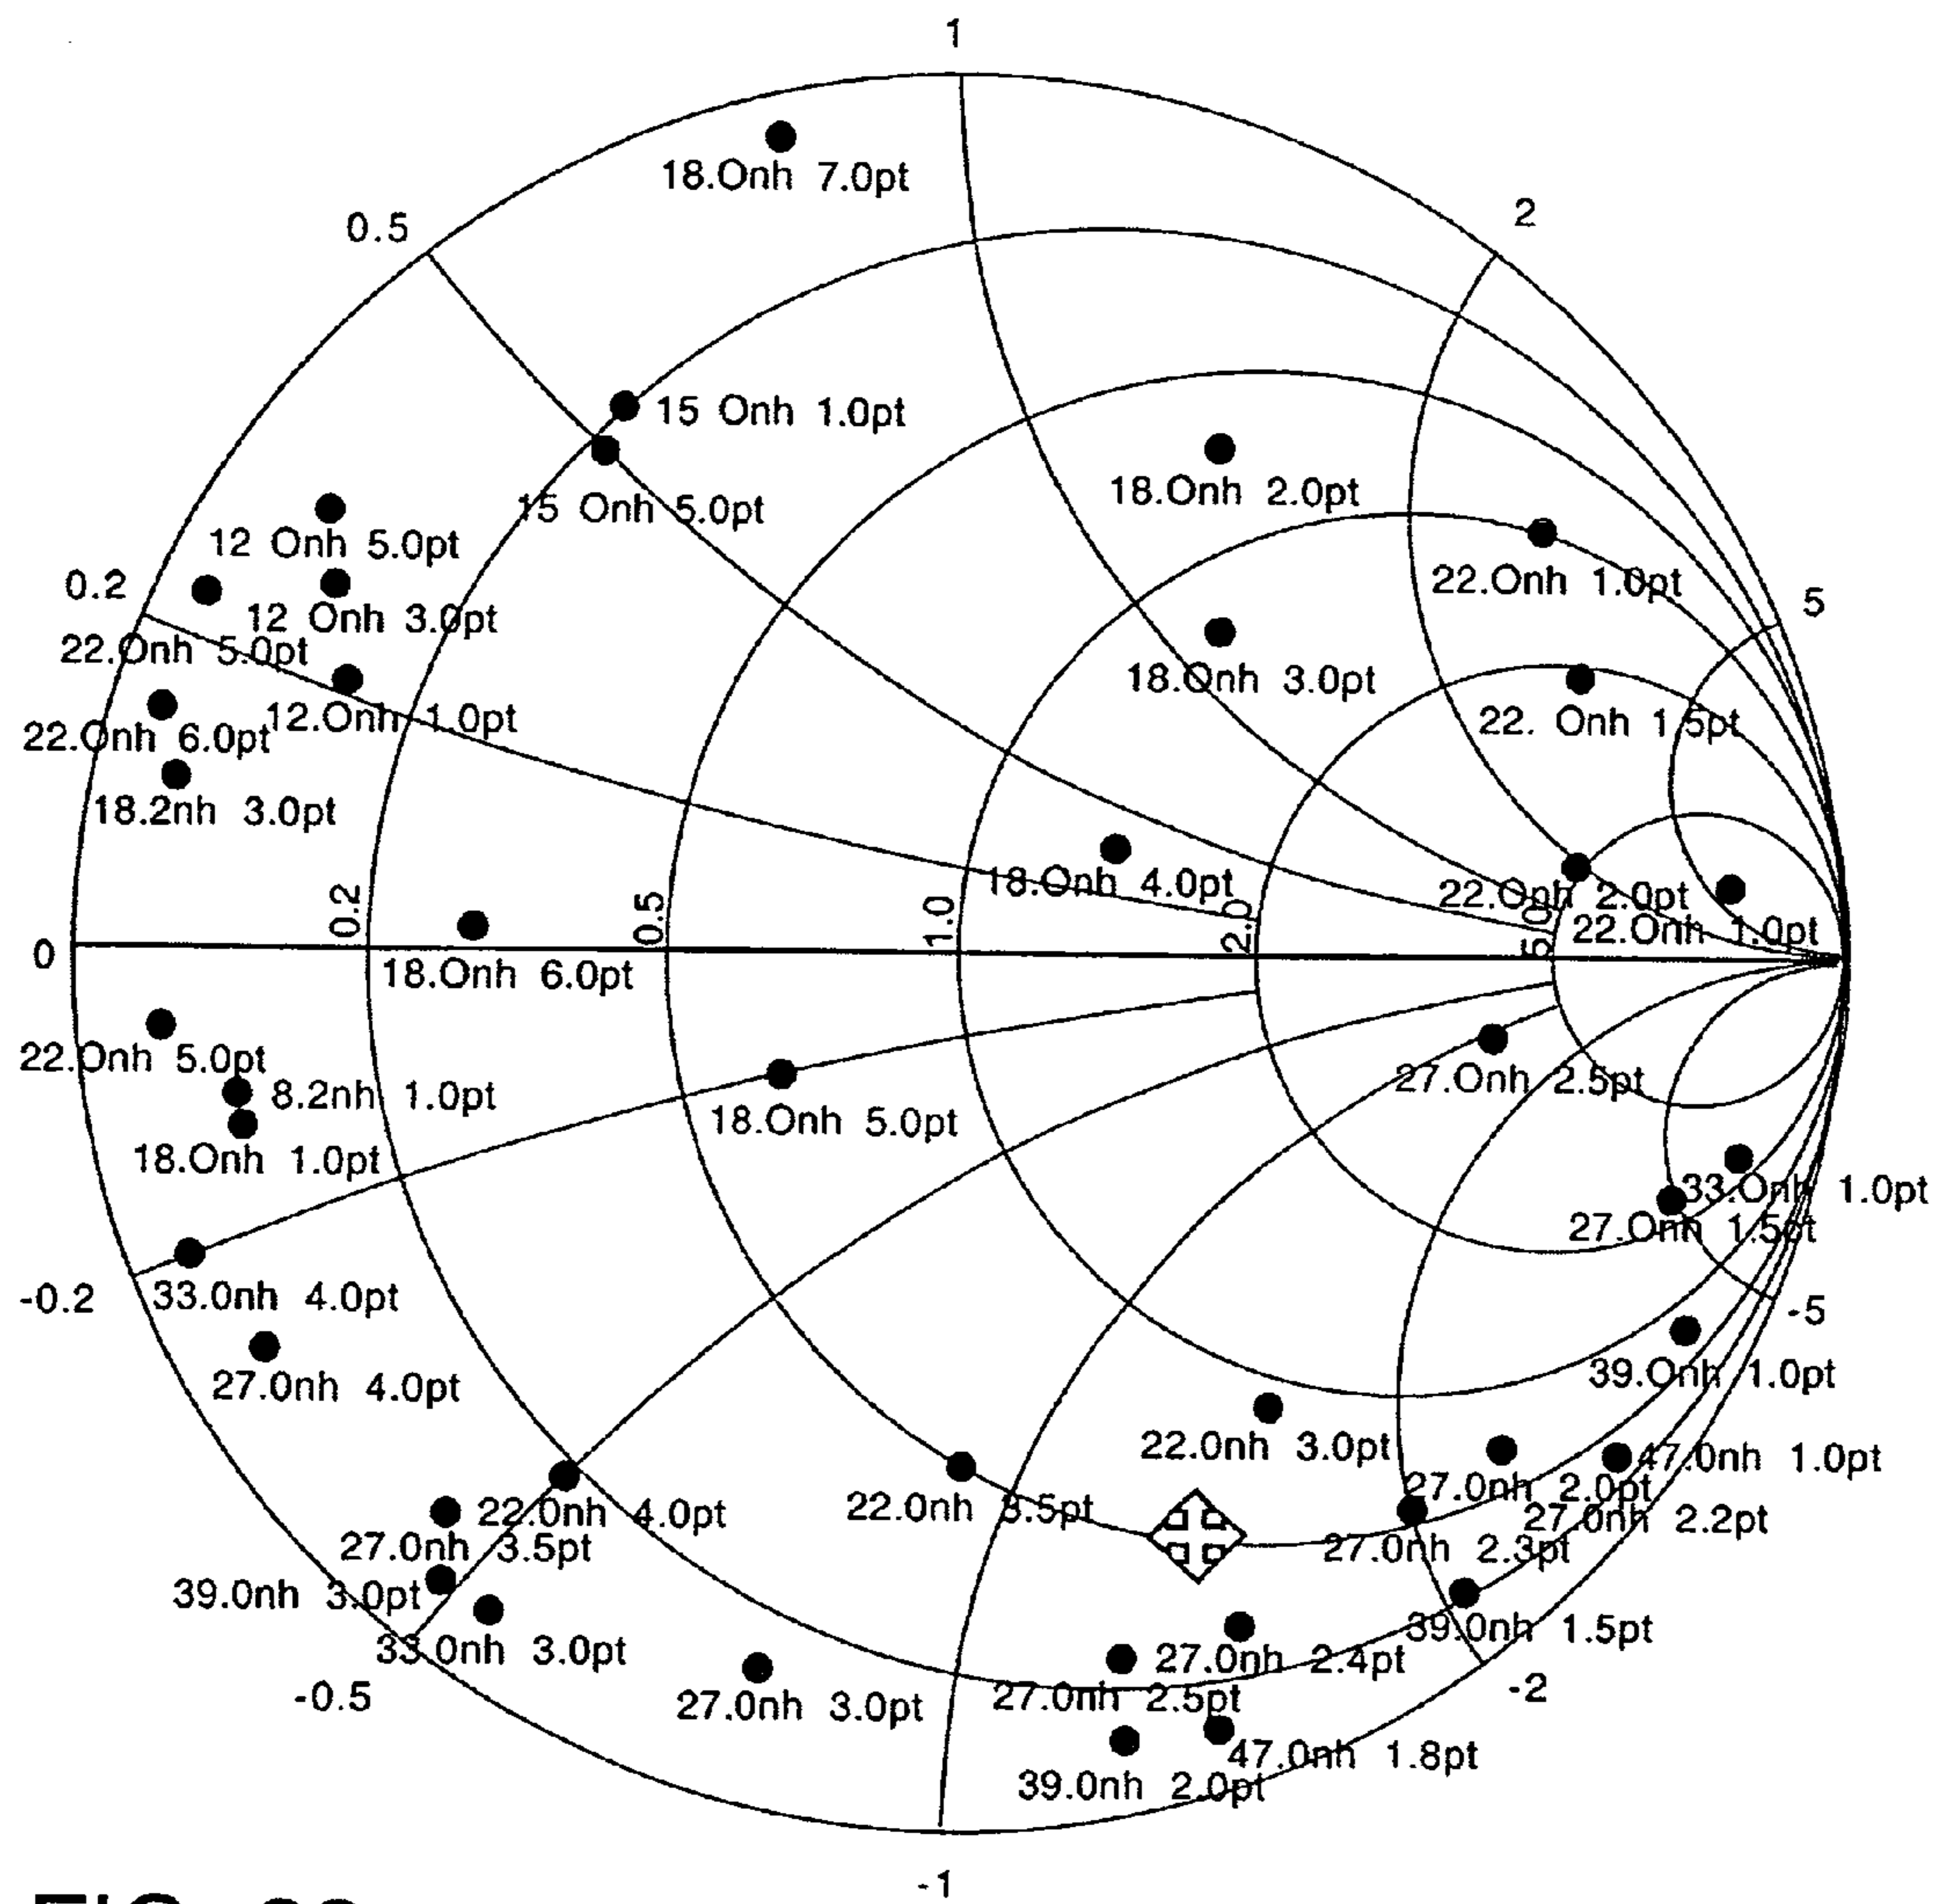 1
18.Onh 7.0pt
0.5
2
15 Onh 1.0pt
18.Onh 2.0pt
15 Onh 5.0pt
12 Onh 5.0pt
22.Onh 1.0pt
0.2
5
12 Onh 3.0pt
22.Onh 5.0pt
18.Onh 3.0pt
12.Onh 1.0pt
22. Onh 1.5pt
22.Onh 6.0pt
18.2nh 3.0pt
18.Onh 4.0pt
22.Onh 2.0pt
22.Onh 1.0pt
0.2
0.5
1.0
2.0
5.0
0
18.Onh 6.0pt
22.Onh 5.0pt
27.Onh 2.5pt
8.2nh 1.0pt
18.Onh 5.0pt
18.Onh 1.0pt
33.Onh 1.0pt
27.Onh 1.5pt
-0.2
33.0nh 4.0pt
-5
39.Onh 1.0pt
27.0nh 4.0pt
22.0nh 3.0pt
47.0nh 1.0pt
27.0nh 2.0pt
22.0nh 4.0pt
22.0nh 3.5pt
27.0nh 2.2pt
27.0nh 3.5pt
27.0nh 2.3pt
39.0nh 3.0pt
39.0nh 1.5pt
33.0nh 3.0pt
27.0nh 2.4pt
-0.5
-2
27.0nh 2.5pt
27.0nh 3.0pt
47.0nh 1.8pt
39.0nh 2.0pt
-1